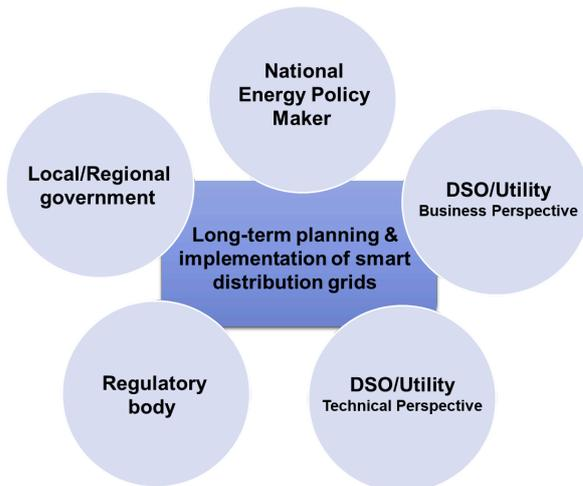 National
Energy Policy
Maker
Local/Regional
government
DSO/Utility
Business Perspective
Long-term planning &
implementation of smart
distribution grids
Regulatory
body
DSO/Utility
Technical Perspective